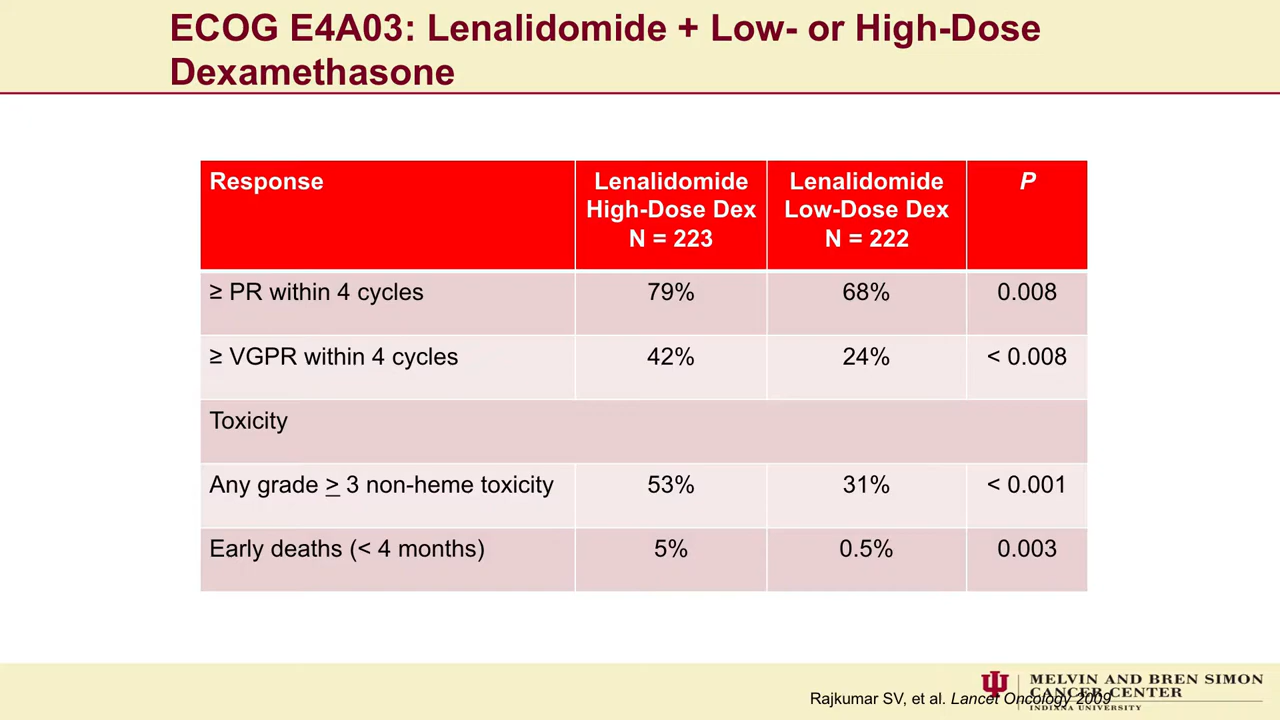 ECOG E4A03: Lenalidomide + Low- or High-Dose
Dexamethasone
Response
Lenalidomide
High-Dose Dex
N = 223
Lenalidomide
Low-Dose Dex
N = 222
P
≥ PR within 4 cycles 79% 68% 0.008
≥ VGPR within 4 cycles 42% 24% < 0.008
Toxicity
Any grade > 3 non-heme toxicity 53% 31% < 0.001
Early deaths (< 4 months) 5% 0.5% 0.003
Rajkumar SV, et al. Lancet Oncology 2009
MELVIN AND BREN SIMON
CANCER CENTER
INDIANA UNIVERSITY